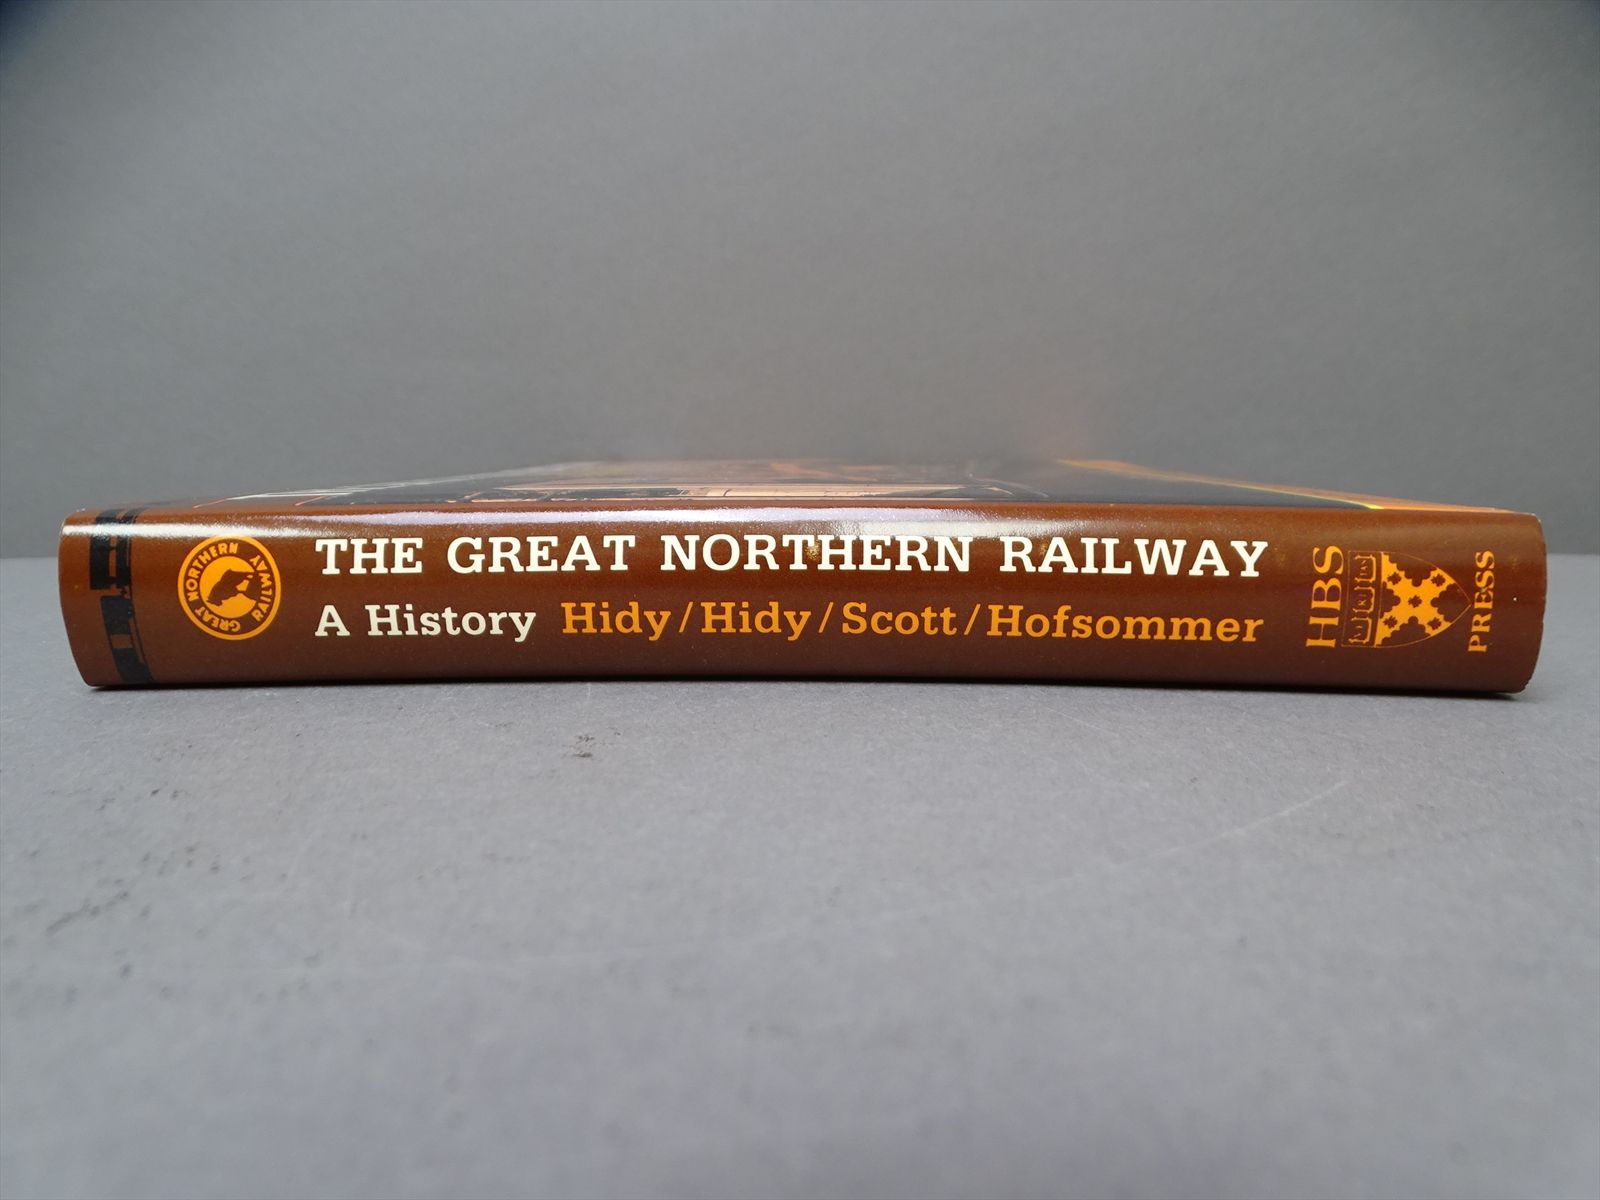 GREAT NORTHERN RAILWAY
THE GREAT NORTHERN RAILWAY
A History Hidy / Hidy / Scott / Hofsommer
HBS
PRESS